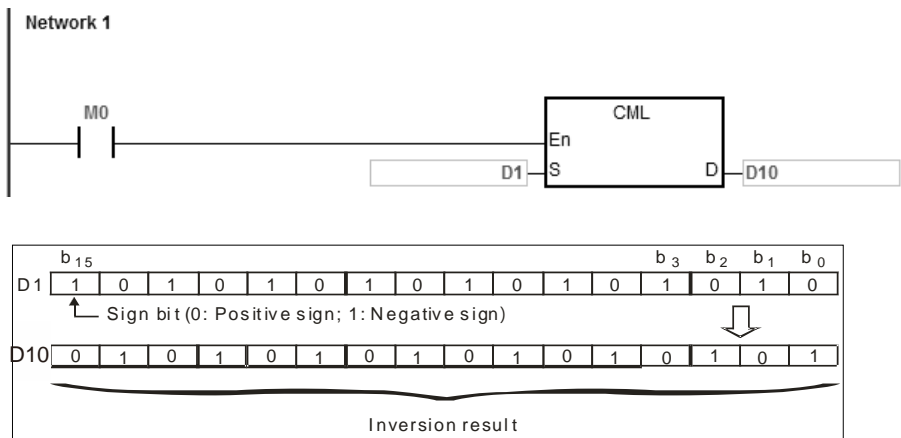 Network 1
M0
CML
En
D1 S D D10
b15 b3 b2 b1 b0
D1 1 0 1 0 1 0 1 0 1 0 1 0 1 0 1 0
Sign bit (0: Positive sign; 1: Negative sign)
D10 0 1 0 1 0 1 0 1 0 1 0 1 0 1 0 1
Inversion result